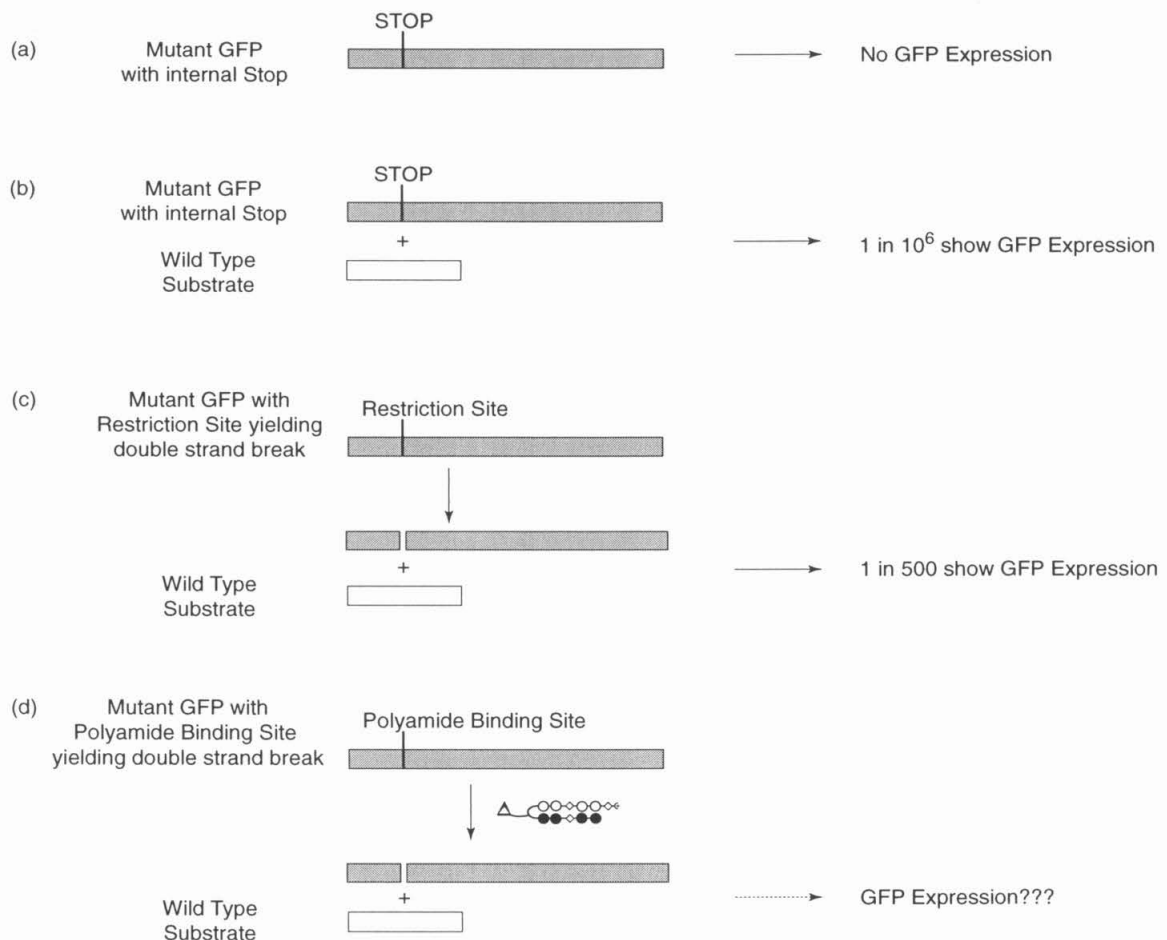 (a)
Mutant GFP
with internal Stop
STOP
No GFP Expression
(b)
Mutant GFP
with internal Stop
STOP
+
Wild Type
Substrate
1 in 10⁶ show GFP Expression
(c)
Mutant GFP with
Restriction Site yielding
double strand break
Restriction Site
+
Wild Type
Substrate
1 in 500 show GFP Expression
(d)
Mutant GFP with
Polyamide Binding Site
yielding double strand break
Polyamide Binding Site
+
Wild Type
Substrate
GFP Expression???